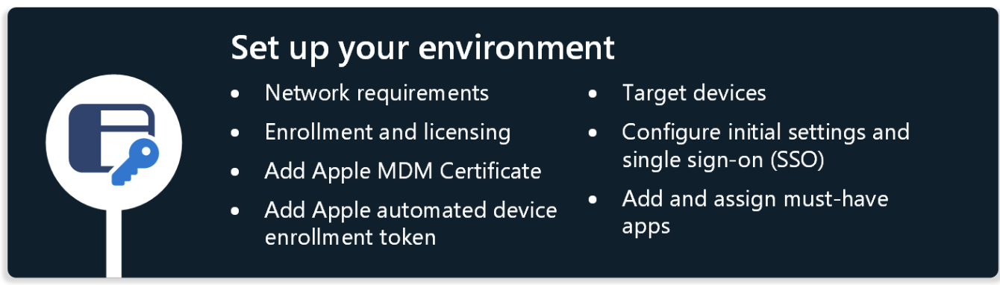 Set up your environment
• Network requirements
• Enrollment and licensing
• Add Apple MDM Certificate
• Add Apple automated device
enrollment token
• Target devices
• Configure initial settings and
single sign-on (SSO)
• Add and assign must-have
apps